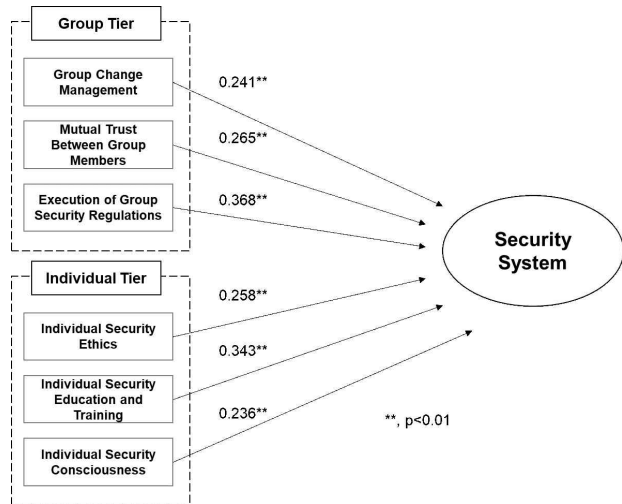 Group Tier
Group Change
Management
0.241**
Mutual Trust
Between Group
Members
0.265**
Execution of Group
Security Regulations
0.368**
Security
System
Individual Tier
Individual Security
Ethics
0.258**
Individual Security
Education and
Training
0.343**
Individual Security
Consciousness
0.236**
**, p<0.01